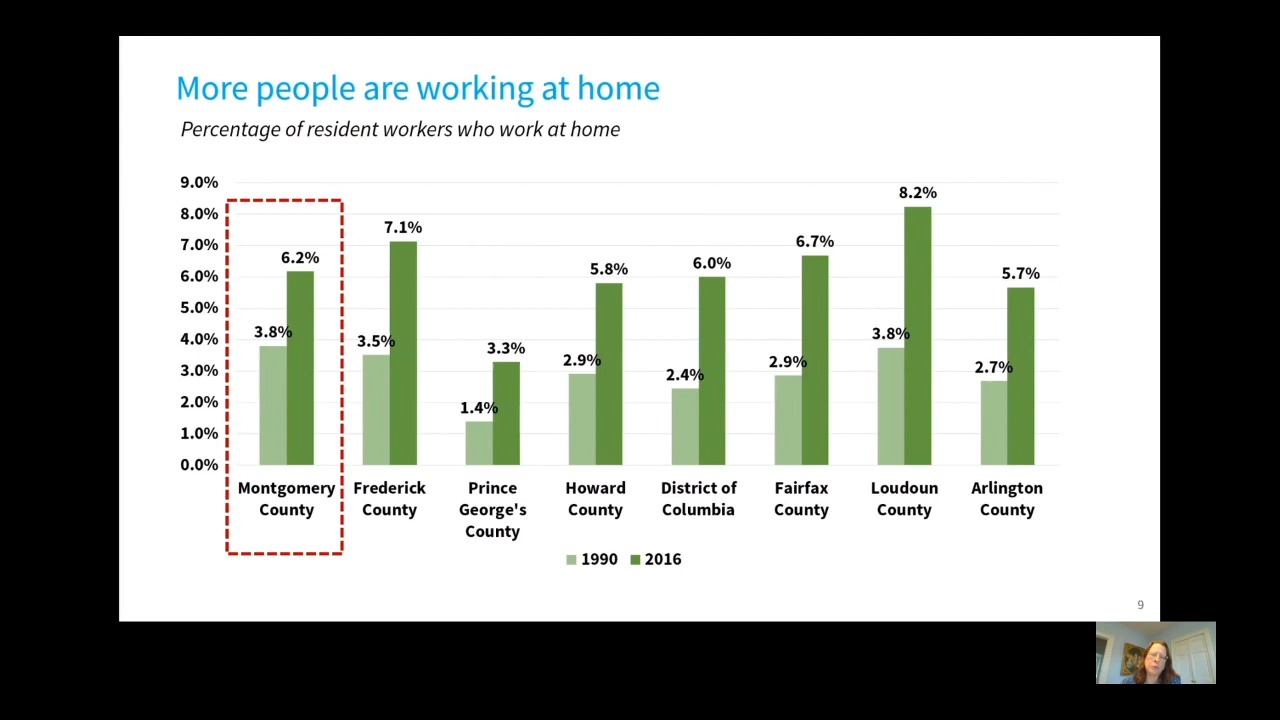 More people are working at home
Percentage of resident workers who work at home
9.0%
8.0%
7.0%
6.0%
5.0%
4.0%
3.0%
2.0%
1.0%
0.0%
3.8%
6.2%
3.5%
7.1%
1.4%
3.3%
2.9%
5.8%
2.4%
6.0%
2.9%
6.7%
3.8%
8.2%
2.7%
5.7%
Montgomery
County
Frederick
County
Prince
George's
County
Howard
County
District of
Columbia
Fairfax
County
Loudoun
County
Arlington
County
1990
2016
9